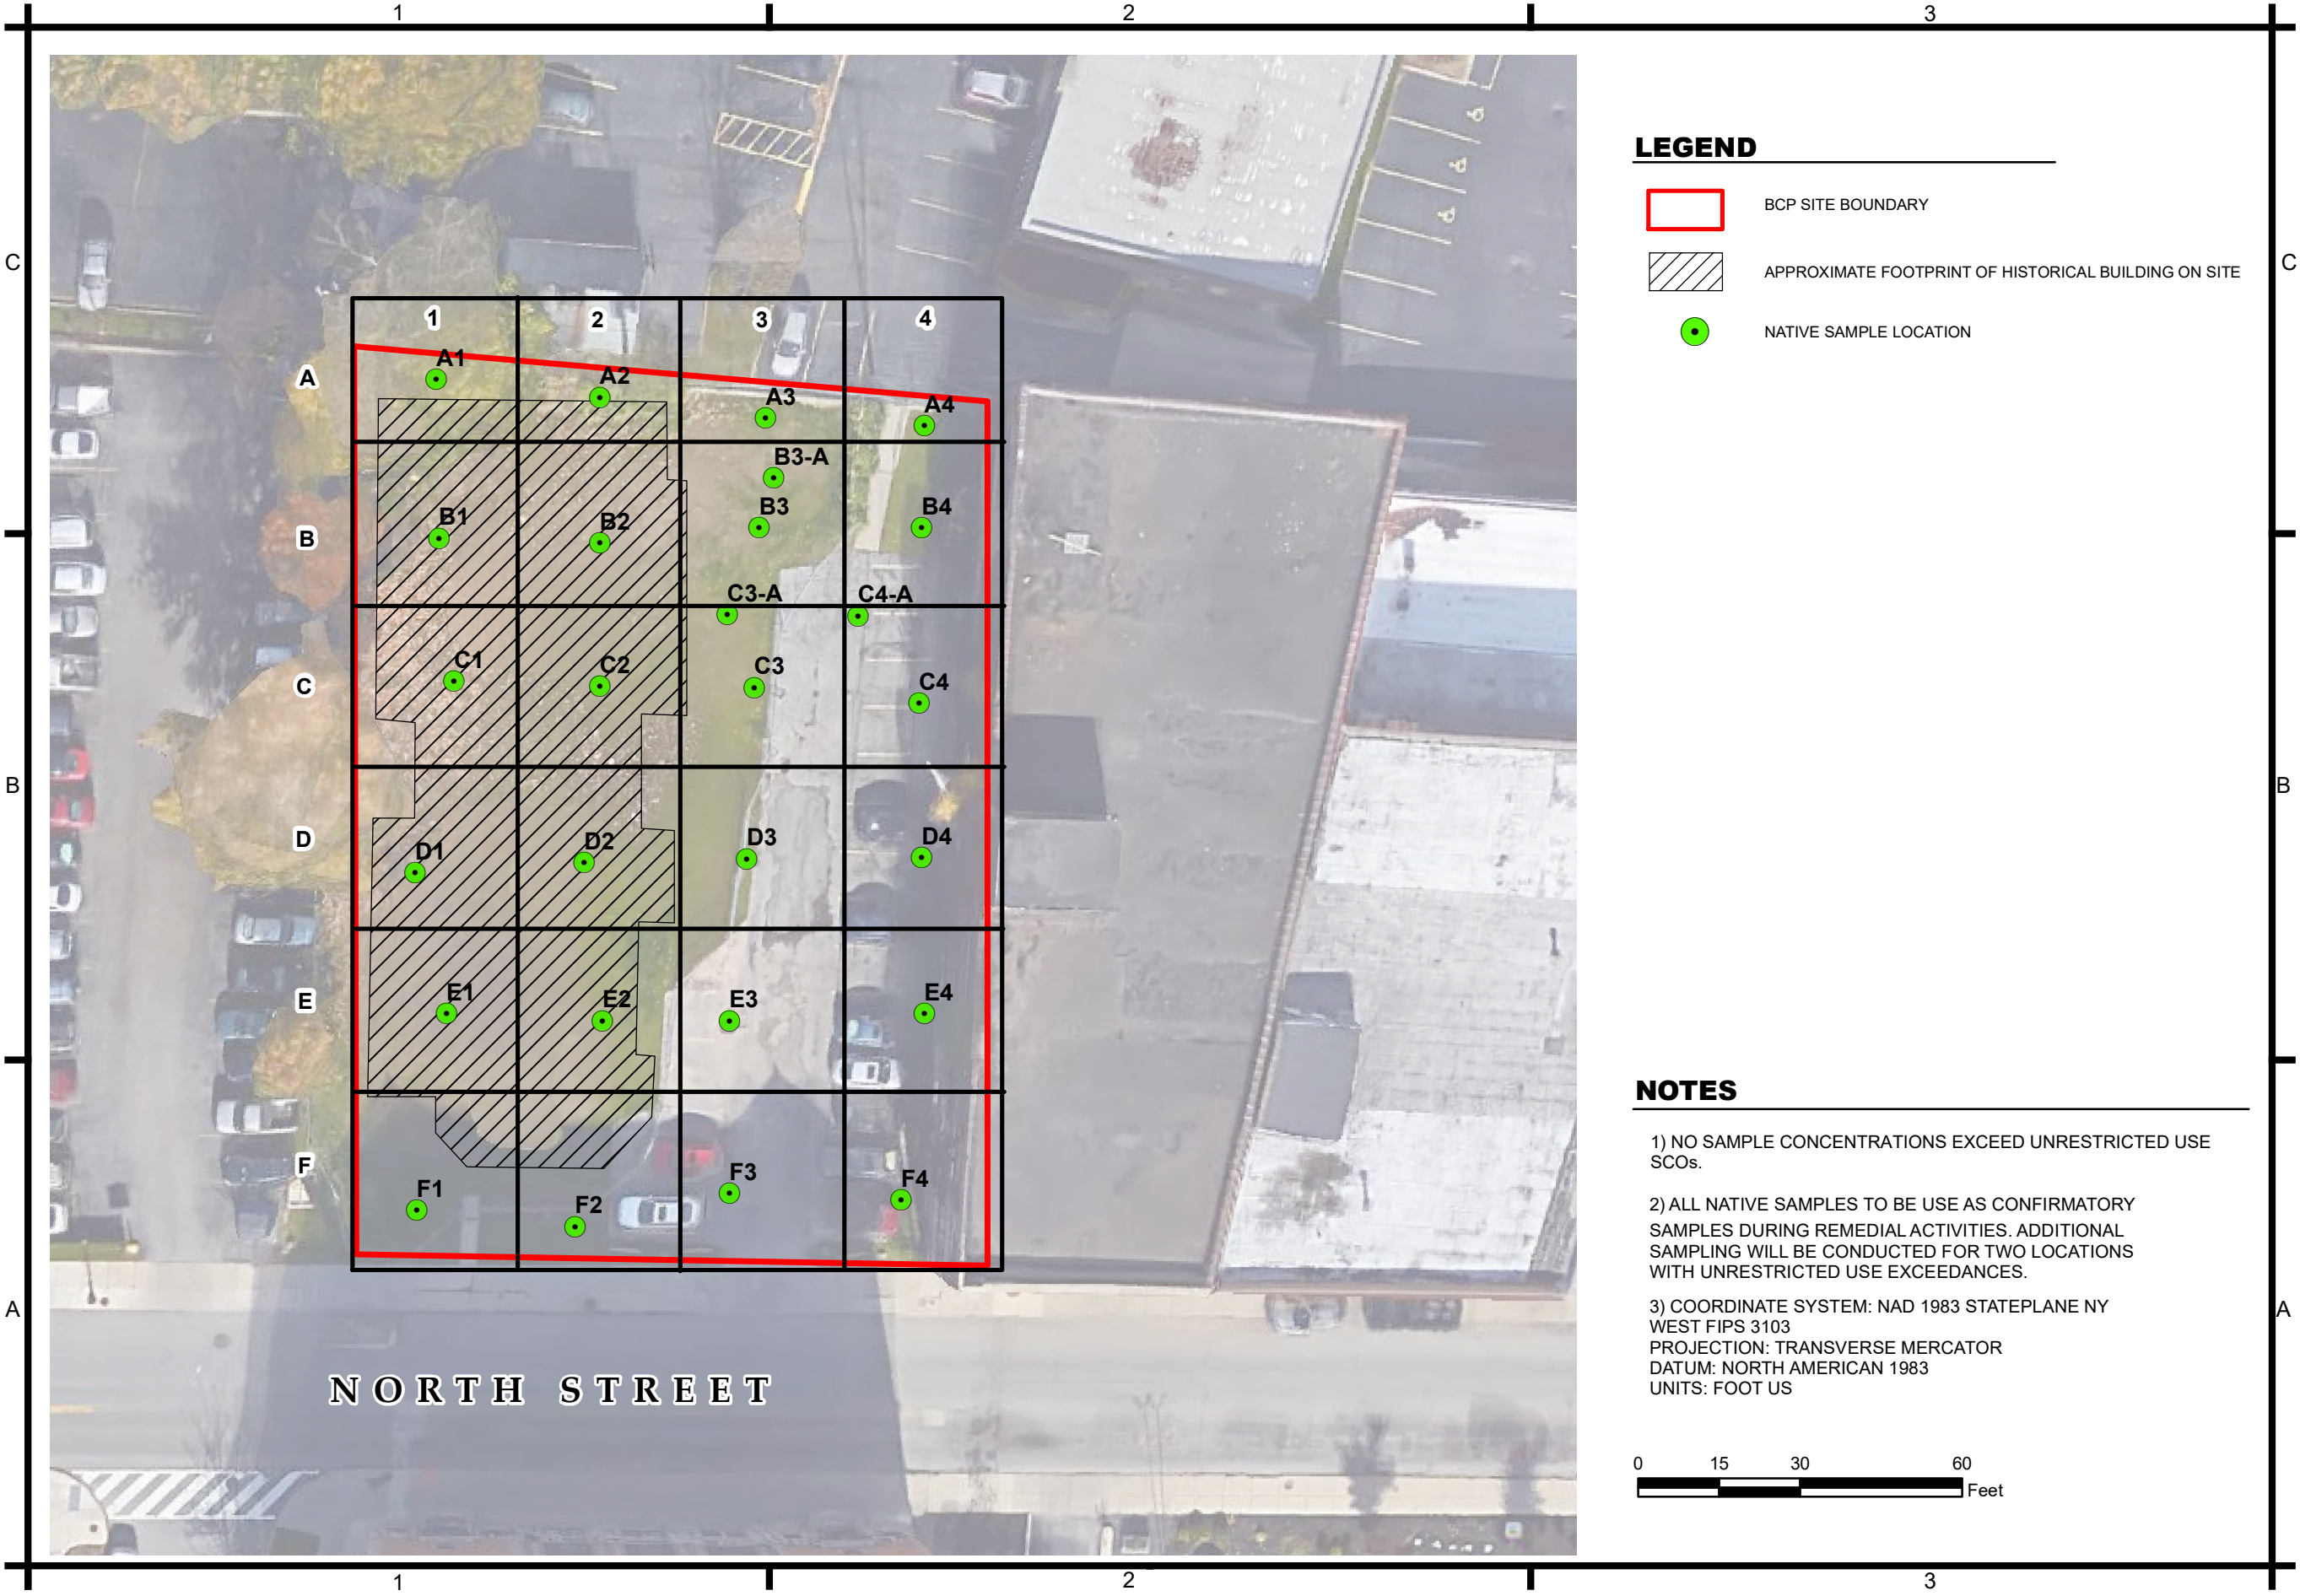 1 2 3
LEGEND
BCP SITE BOUNDARY
APPROXIMATE FOOTPRINT OF HISTORICAL BUILDING ON SITE
NATIVE SAMPLE LOCATION
C C
1 2 3 4
A
A1
A2
A3
A4
B3-A
B3
B4
B1
B2
B
C3-A
C4-A
C1
C2
C3
C4
C
B B
D
D1
D2
D3
D4
E
E1
E2
E3
E4
F
F1
F2
F3
F4
NOTES
1) NO SAMPLE CONCENTRATIONS EXCEED UNRESTRICTED USE
SCOs.
2) ALL NATIVE SAMPLES TO BE USE AS CONFIRMATORY
SAMPLES DURING REMEDIAL ACTIVITIES. ADDITIONAL
SAMPLING WILL BE CONDUCTED FOR TWO LOCATIONS
WITH UNRESTRICTED USE EXCEEDANCES.
3) COORDINATE SYSTEM: NAD 1983 STATEPLANE NY
WEST FIPS 3103
PROJECTION: TRANSVERSE MERCATOR
DATUM: NORTH AMERICAN 1983
UNITS: FOOT US
A A
NORTH STREET
0 15 30 60
Feet
1 2 3